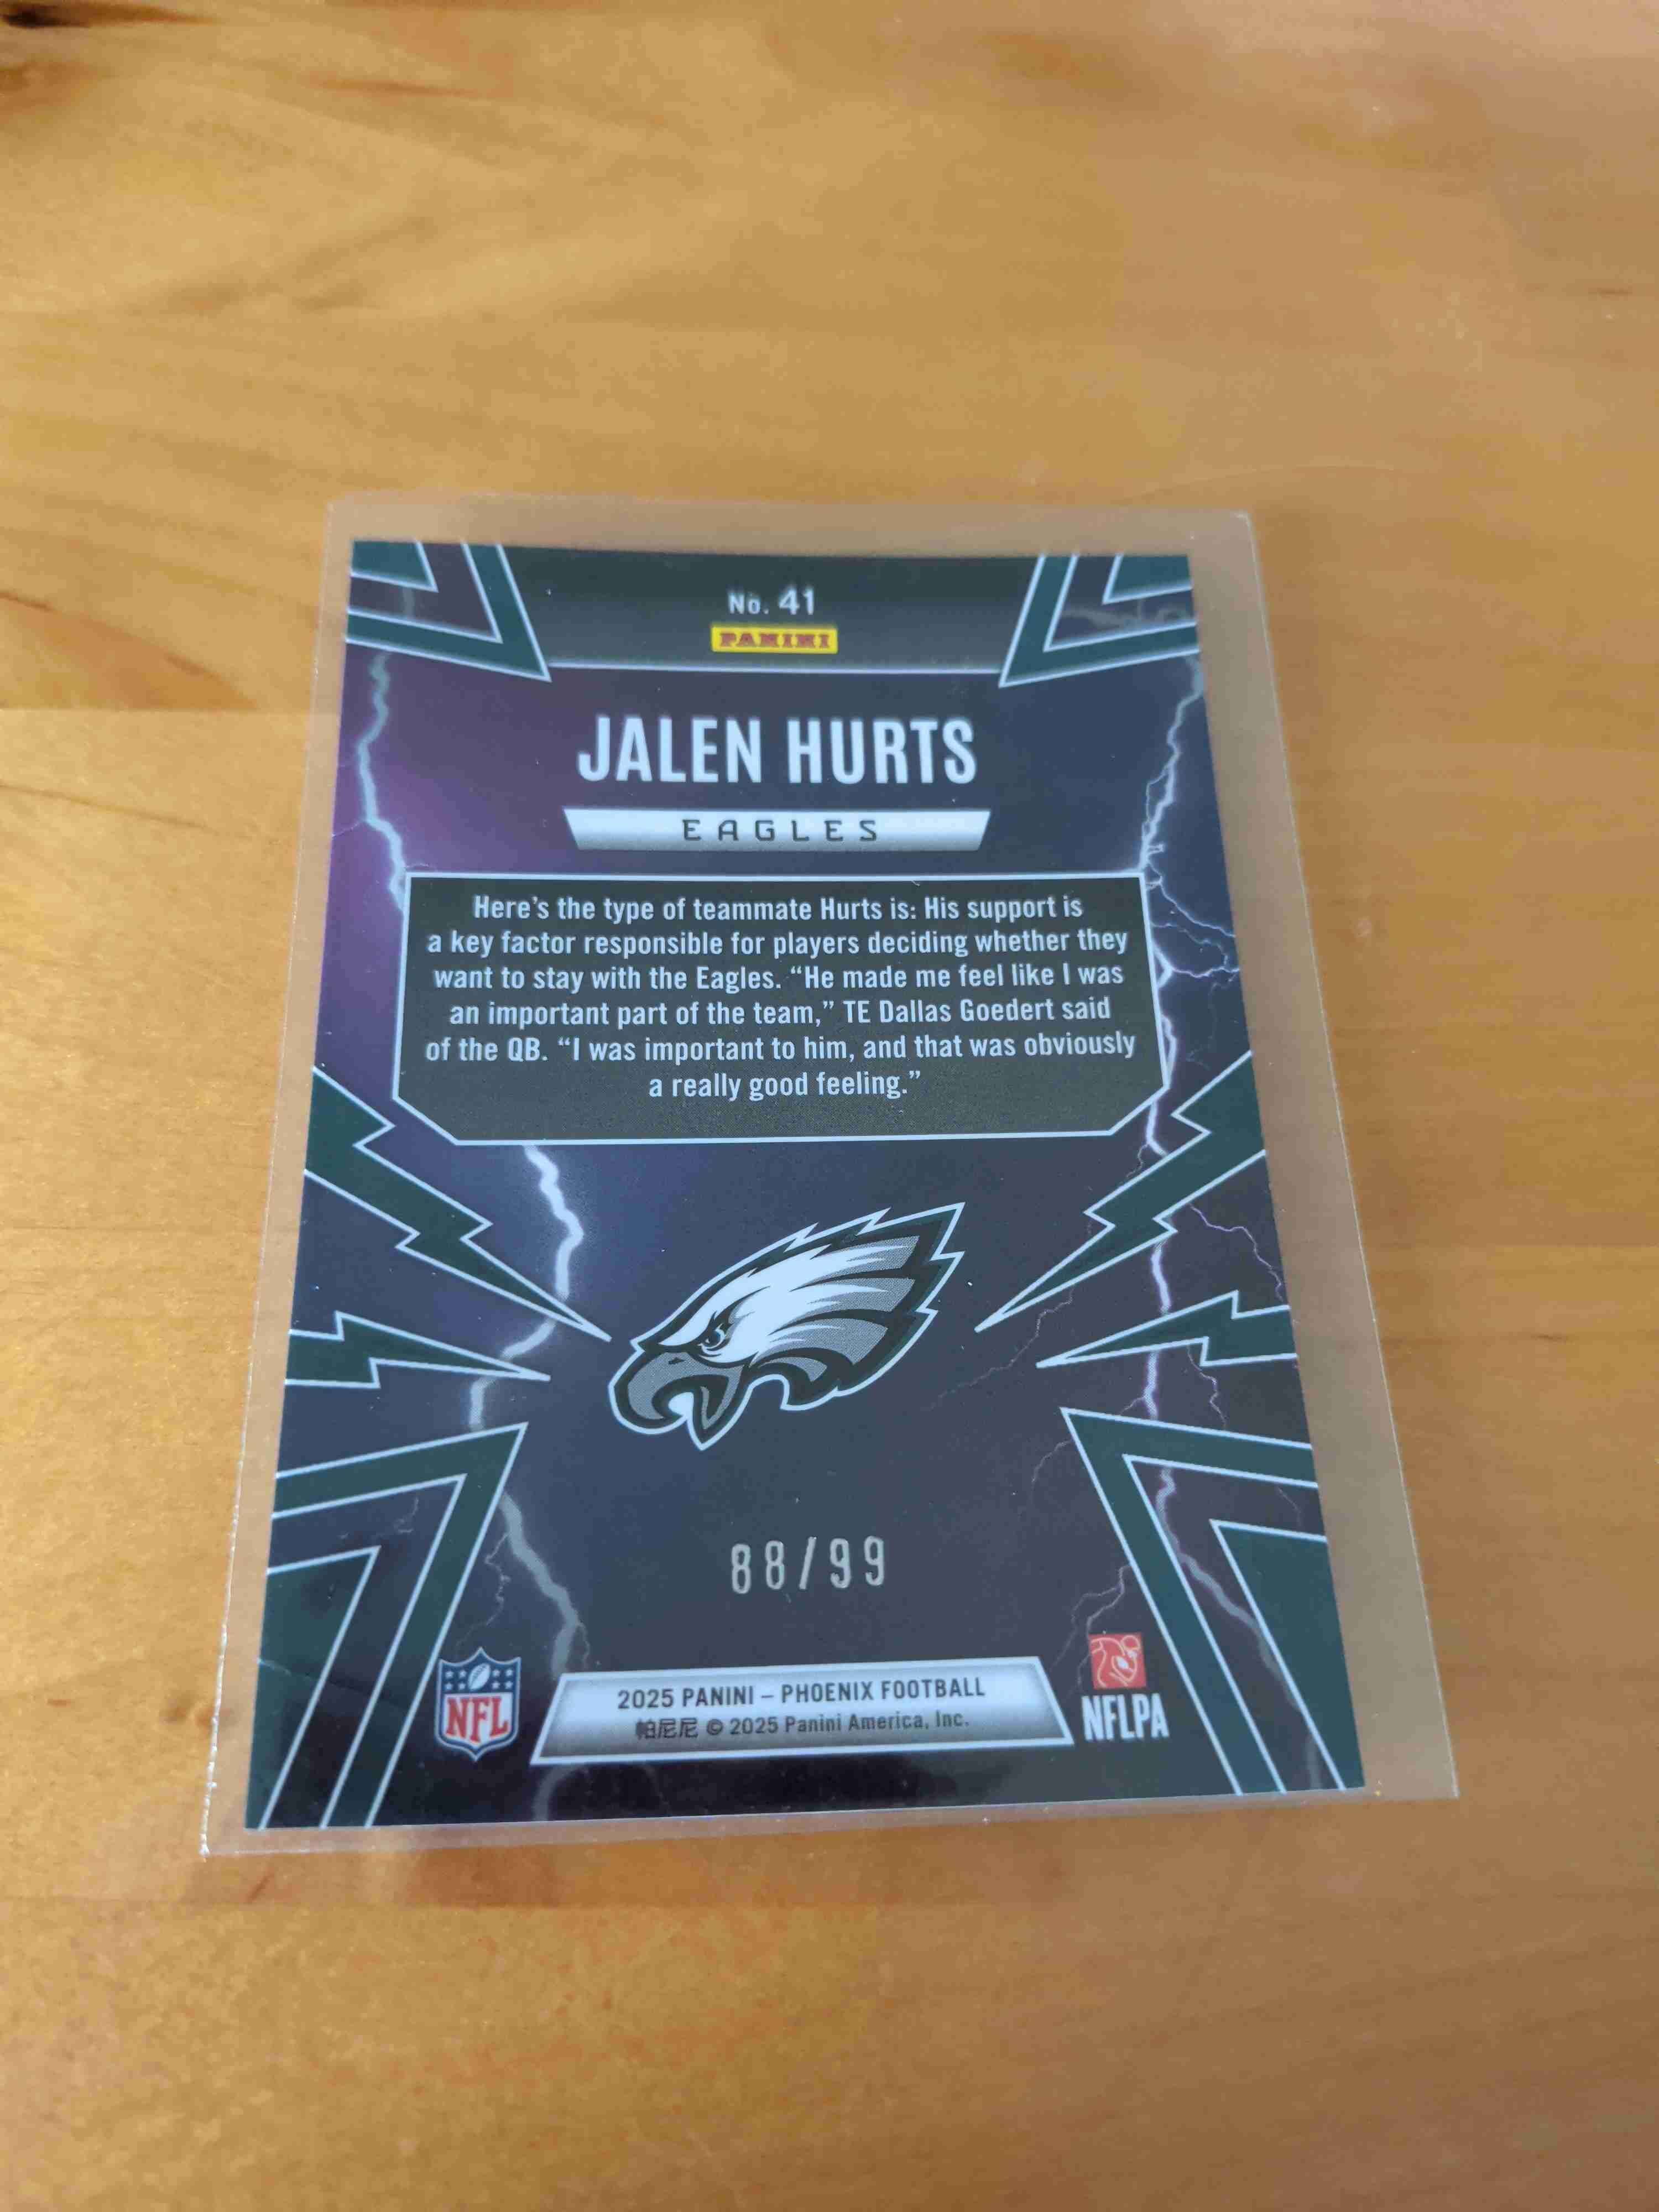 No. 41
PANINI
JALEN HURTS
EAGLES
Here's the type of teammate Hurts is: His support is
a key factor responsible for players deciding whether they
want to stay with the Eagles. “He made me feel like I was
an important part of the team,” TE Dallas Goedert said
of the QB. “I was important to him, and that was obviously
a really good feeling.”
88/99
NFL
2025 PANINI – PHOENIX FOOTBALL
帕尼尼 © 2025 Panini America, Inc.
NFLPA